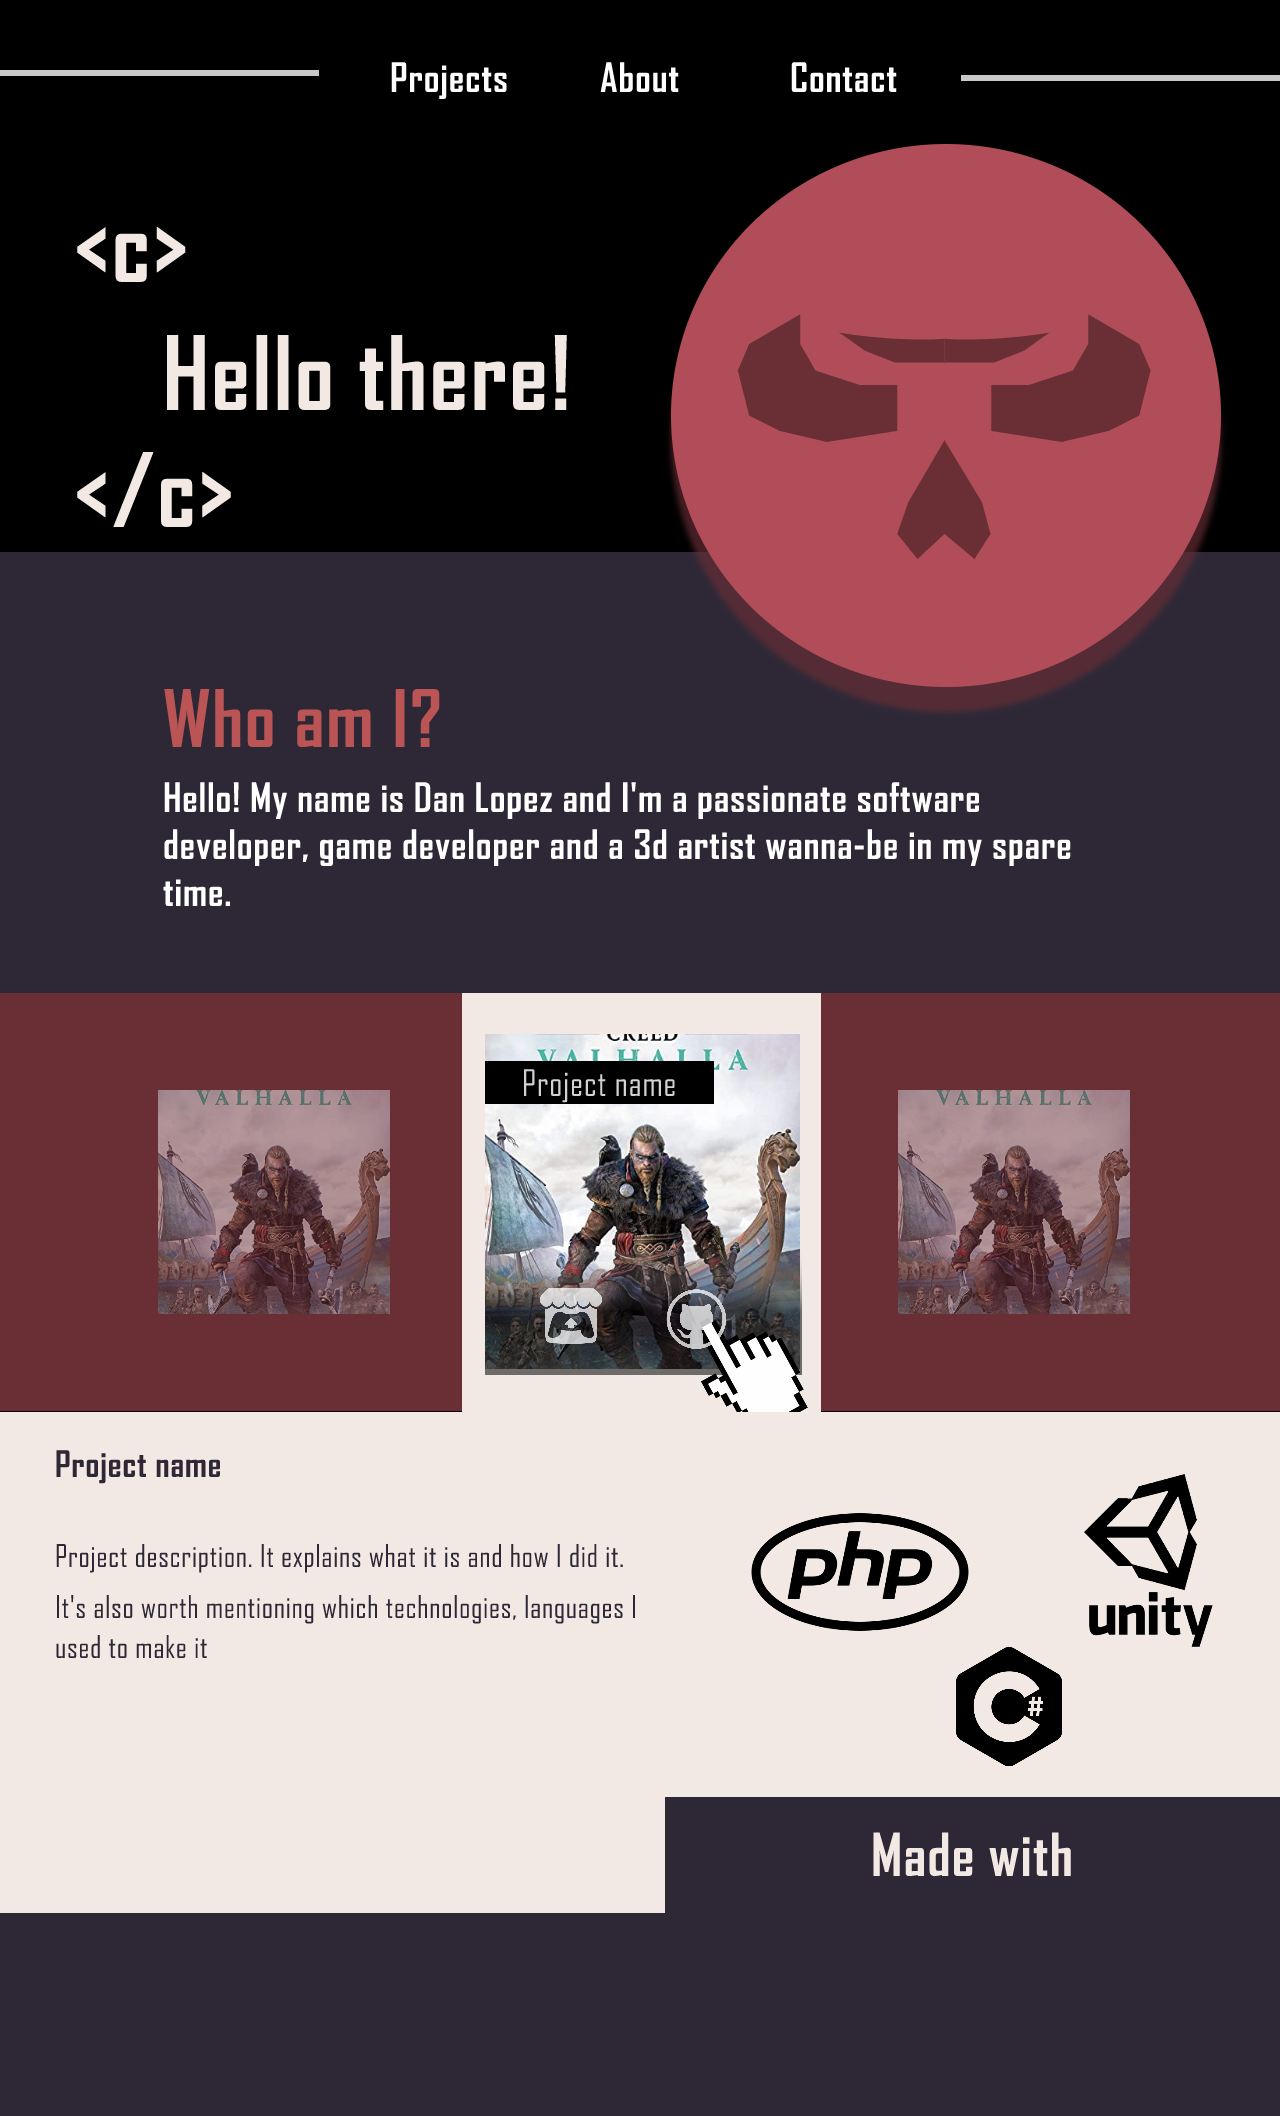 Projects About Contact
<c>
Hello there!
</c>
Who am I?
Hello! My name is Dan Lopez and I'm a passionate software
developer, game developer and a 3d artist wanna-be in my spare
time.
CREED
VALHALLA
Project name
VALHALLA
VALHALLA
Project name
Project description. It explains what it is and how I did it.
It's also worth mentioning which technologies, languages I
used to make it
php
unity
C#
Made with